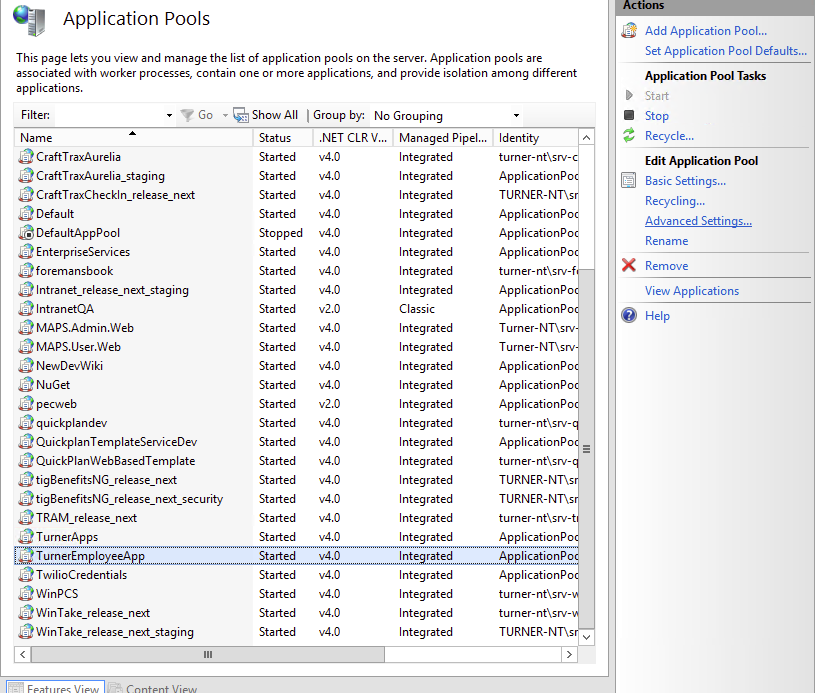 Application Pools
This page lets you view and manage the list of application pools on the server. Application pools are
associated with worker processes, contain one or more applications, and provide isolation among different
applications.
Filter: Go Show All Group by: No Grouping
Name Status .NET CLR V... Managed Pipel... Identity
CraftTraxAurelia Started v4.0 Integrated turner-nt\srv-c
CraftTraxAurelia_staging Started v4.0 Integrated ApplicationPoo
CraftTraxCheckIn_release_next Started v4.0 Integrated TURNER-NT\sr
Default Started v4.0 Integrated ApplicationPoo
DefaultAppPool Stopped v4.0 Integrated ApplicationPoo
EnterpriseServices Started v4.0 Integrated ApplicationPoo
foremansbook Started v4.0 Integrated turner-nt\srv-fo
Intranet_release_next_staging Started v4.0 Integrated ApplicationPoo
IntranetQA Started v2.0 Classic ApplicationPoo
MAPS.Admin.Web Started v4.0 Integrated Turner-NT\srv-
MAPS.User.Web Started v4.0 Integrated Turner-NT\srv-
NewDevWiki Started v4.0 Integrated ApplicationPoo
NuGet Started v4.0 Integrated ApplicationPoo
pecweb Started v2.0 Integrated ApplicationPoo
quickplandev Started v4.0 Integrated turner-nt\srv-q
QuickplanTemplateServiceDev Started v4.0 Integrated ApplicationPoo
QuickPlanWebBasedTemplate Started v4.0 Integrated turner-nt\srv-q
tigBenefitsNG_release_next Started v4.0 Integrated TURNER-NT\sr
tigBenefitsNG_release_next_security Started v4.0 Integrated TURNER-NT\sr
TRAM_release_next Started v4.0 Integrated turner-nt\srv-tr
TurnerApps Started v4.0 Integrated ApplicationPoo
TurnerEmployeeApp Started v4.0 Integrated ApplicationPoo
TwilioCredentials Started v4.0 Integrated ApplicationPoo
WinPCS Started v4.0 Integrated turner-nt\srv-w
WinTake_release_next Started v4.0 Integrated turner-nt\srv-w
WinTake_release_next_staging Started v4.0 Integrated TURNER-NT\sr
Features View Content View
Actions
Add Application Pool...
Set Application Pool Defaults...
Application Pool Tasks
Start
Stop
Recycle...
Edit Application Pool
Basic Settings...
Recycling...
Advanced Settings...
Rename
Remove
View Applications
Help